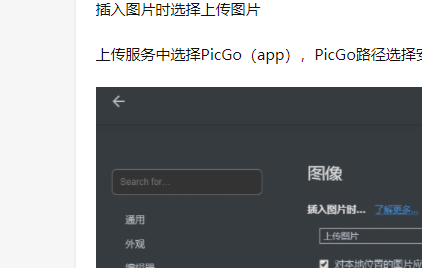 插入图片时选择上传图片
上传服务中选择PicGo（app），PicGo路径选择安
Search for...
图像
通用
插入图片时... 了解更多...
外观
上传图片
编辑器
对本地位置的图片应